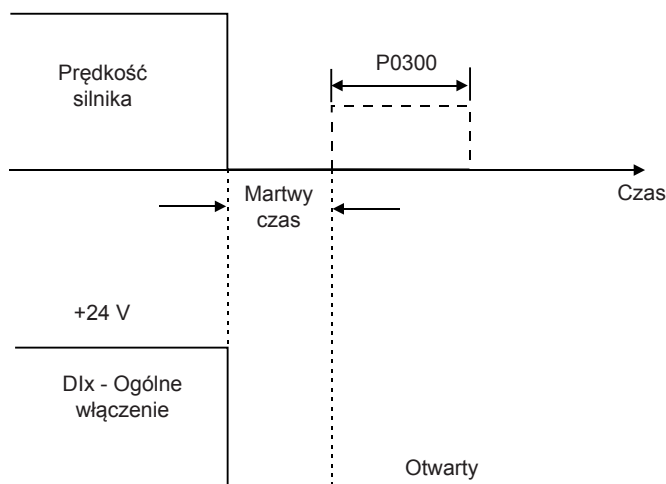 Prędkość
silnika
P0300
Martwy
czas
Czas
+24 V
DIx - Ogólne
włączenie
Otwarty